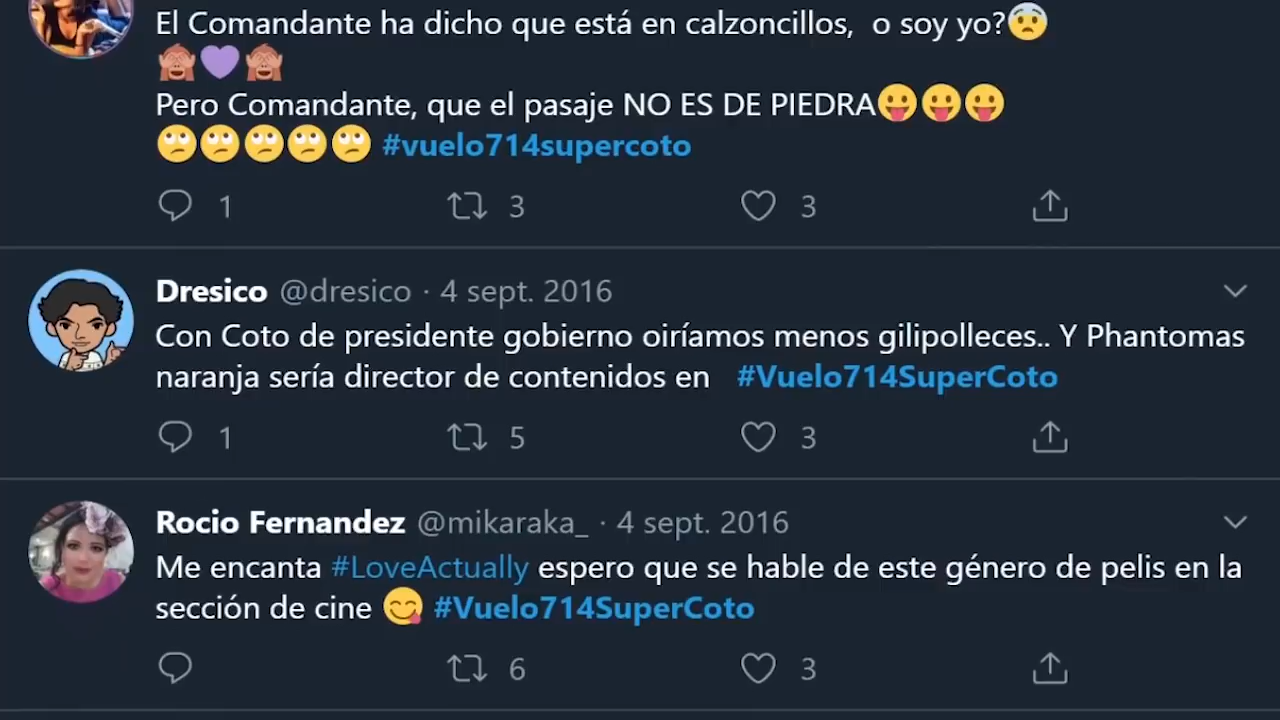 El Comandante ha dicho que está en calzoncillos,  o soy yo?😨
🙈💜🙈
Pero Comandante, que el pasaje NO ES DE PIEDRA😛😛😛
🙄🙄🙄🙄🙄 #vuelo714supercoto
1 3 3
Dresico @dresico · 4 sept. 2016
Con Coto de presidente gobierno oiríamos menos gilipolleces.. Y Phantomas
naranja sería director de contenidos en   #Vuelo714SuperCoto
1 5 3
Rocio Fernandez @mikaraka_ · 4 sept. 2016
Me encanta #LoveActually espero que se hable de este género de pelis en la
sección de cine 😋 #Vuelo714SuperCoto
6 3